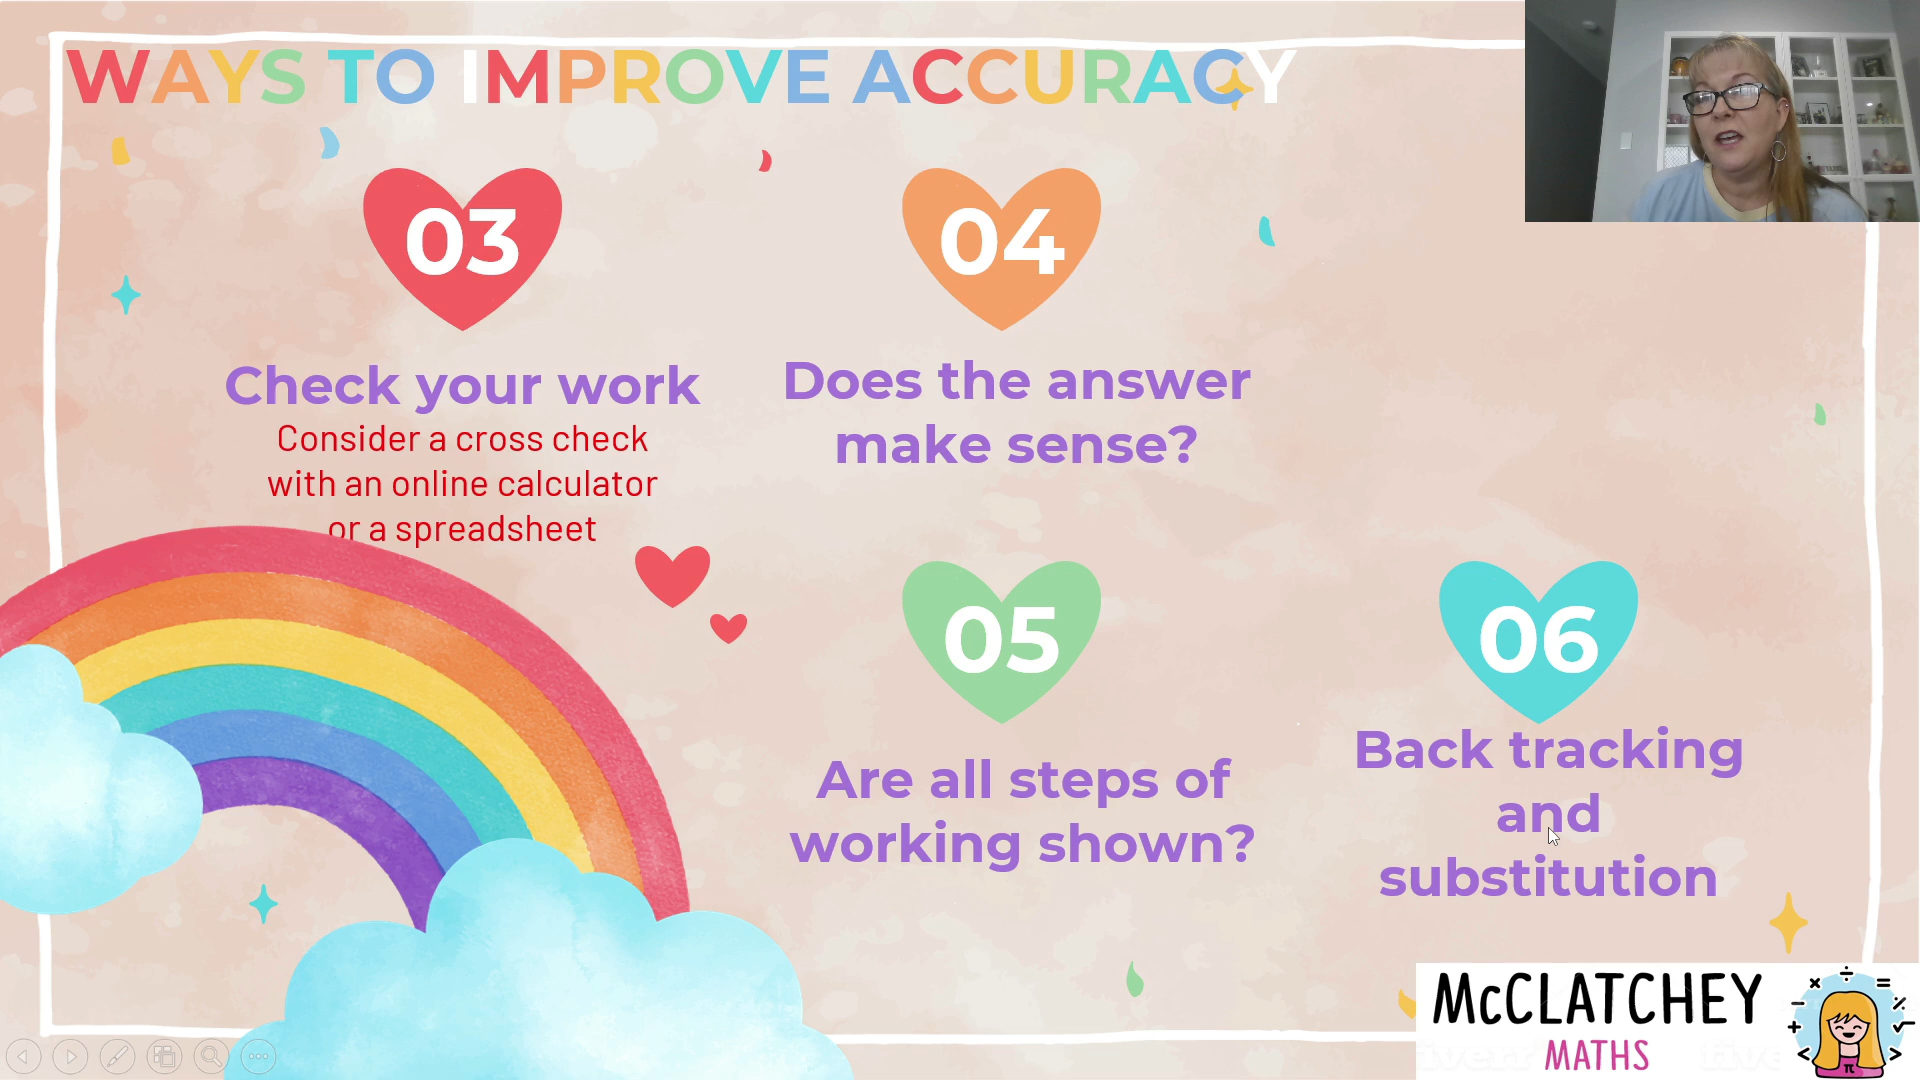 WAYS TO IMPROVE ACCURACY
03
Check your work
Consider a cross check
with an online calculator
or a spreadsheet
04
Does the answer
make sense?
05
Are all steps of
working shown?
06
Back tracking
and
substitution
McCLATCHEY
MATHS